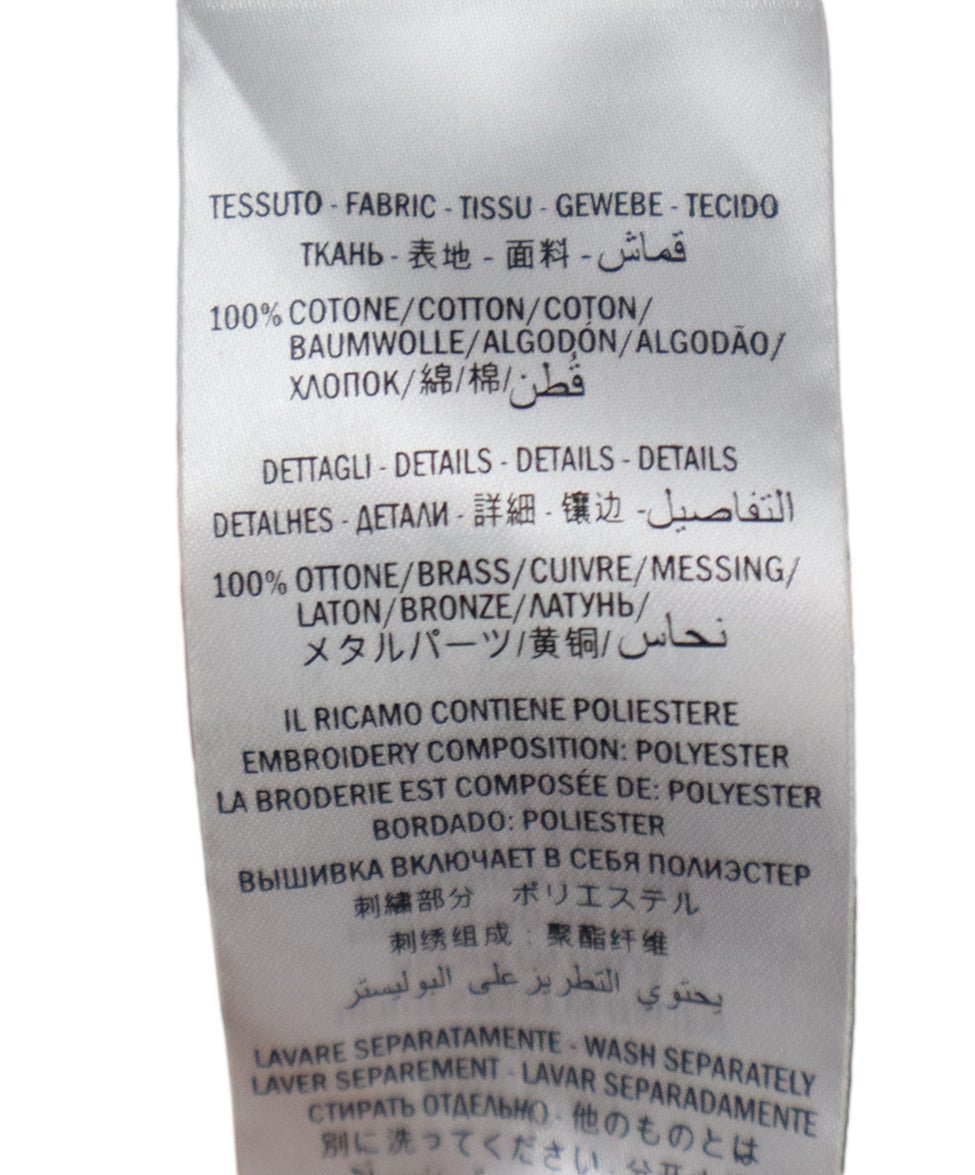 TESSUTO - FABRIC - TISSU - GEWEBE - TECIDO
ТКАНЬ - 表地 - 面料 - قماش
100% COTONE/COTTON/COTON/
BAUMWOLLE/ALGODÓN/ALGODÃO/
ХЛОПОК/綿/棉/قُطن
DETTAGLI - DETAILS - DETAILS - DETAILS
DETALHES - ДЕТАЛИ - 詳細 - 镶边 - التفاصيل
100% OTTONE/BRASS/CUIVRE/MESSING/
LATON/BRONZE/ЛАТУНЬ/
メタルパーツ/黄铜/نحاس
IL RICAMO CONTIENE POLIESTERE
EMBROIDERY COMPOSITION: POLYESTER
LA BRODERIE EST COMPOSÉE DE: POLYESTER
BORDADO: POLIESTER
ВЫШИВКА ВКЛЮЧАЕТ В СЕБЯ ПОЛИЭСТЕР
刺繍部分 ポリエステル
刺绣组成：聚酯纤维
يحتوي التطريز على البوليستر
LAVARE SEPARATAMENTE - WASH SEPARATELY
LAVER SEPAREMENT - LAVAR SEPARADAMENTE
СТИРАТЬ ОТДЕЛЬНО - 他のものとは
別に洗ってください